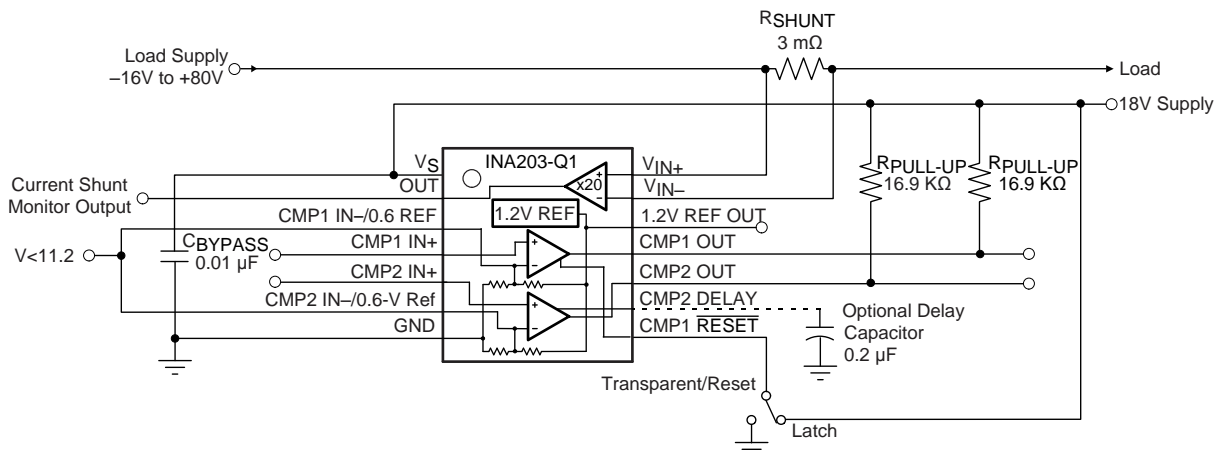 RSHUNT
3 mΩ
Load Supply
–16V to +80V
Load
18V Supply
RPULL-UP
16.9 KΩ
RPULL-UP
16.9 KΩ
VS
INA203-Q1
VIN+
OUT
x20
+
−
VIN−
Current Shunt
Monitor Output
CMP1 IN–/0.6 REF
1.2V REF
1.2V REF OUT
V<11.2
CBYPASS
0.01 µF
CMP1 IN+
+
−
CMP1 OUT
CMP2 IN+
CMP2 OUT
CMP2 IN–/0.6-V Ref
+
−
CMP2 DELAY
GND
CMP1 RESET
Optional Delay
Capacitor
0.2 µF
Transparent/Reset
Latch